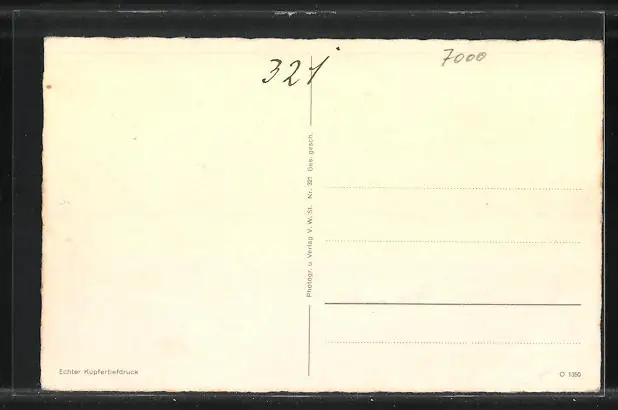 321
7000
Photogr. u. Verlag V. W. St. Nr. 321 Ges. gesch.
Echter Kupfertiefdruck
O 1350